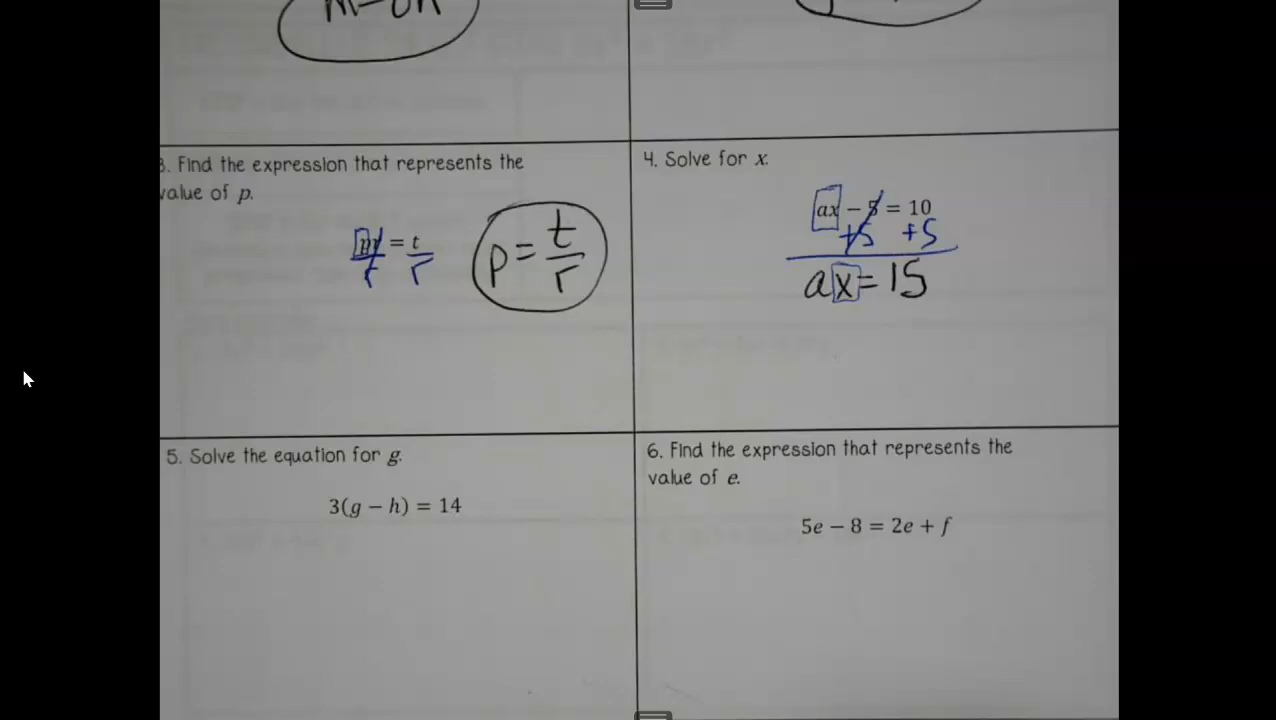 3. Find the expression that represents the
value of p.
pr = t
r r
p = t/r
4. Solve for x.
ax − 5 = 10
+5 +5
ax = 15
5. Solve the equation for g.
3(g − h) = 14
6. Find the expression that represents the
value of e.
5e − 8 = 2e + f